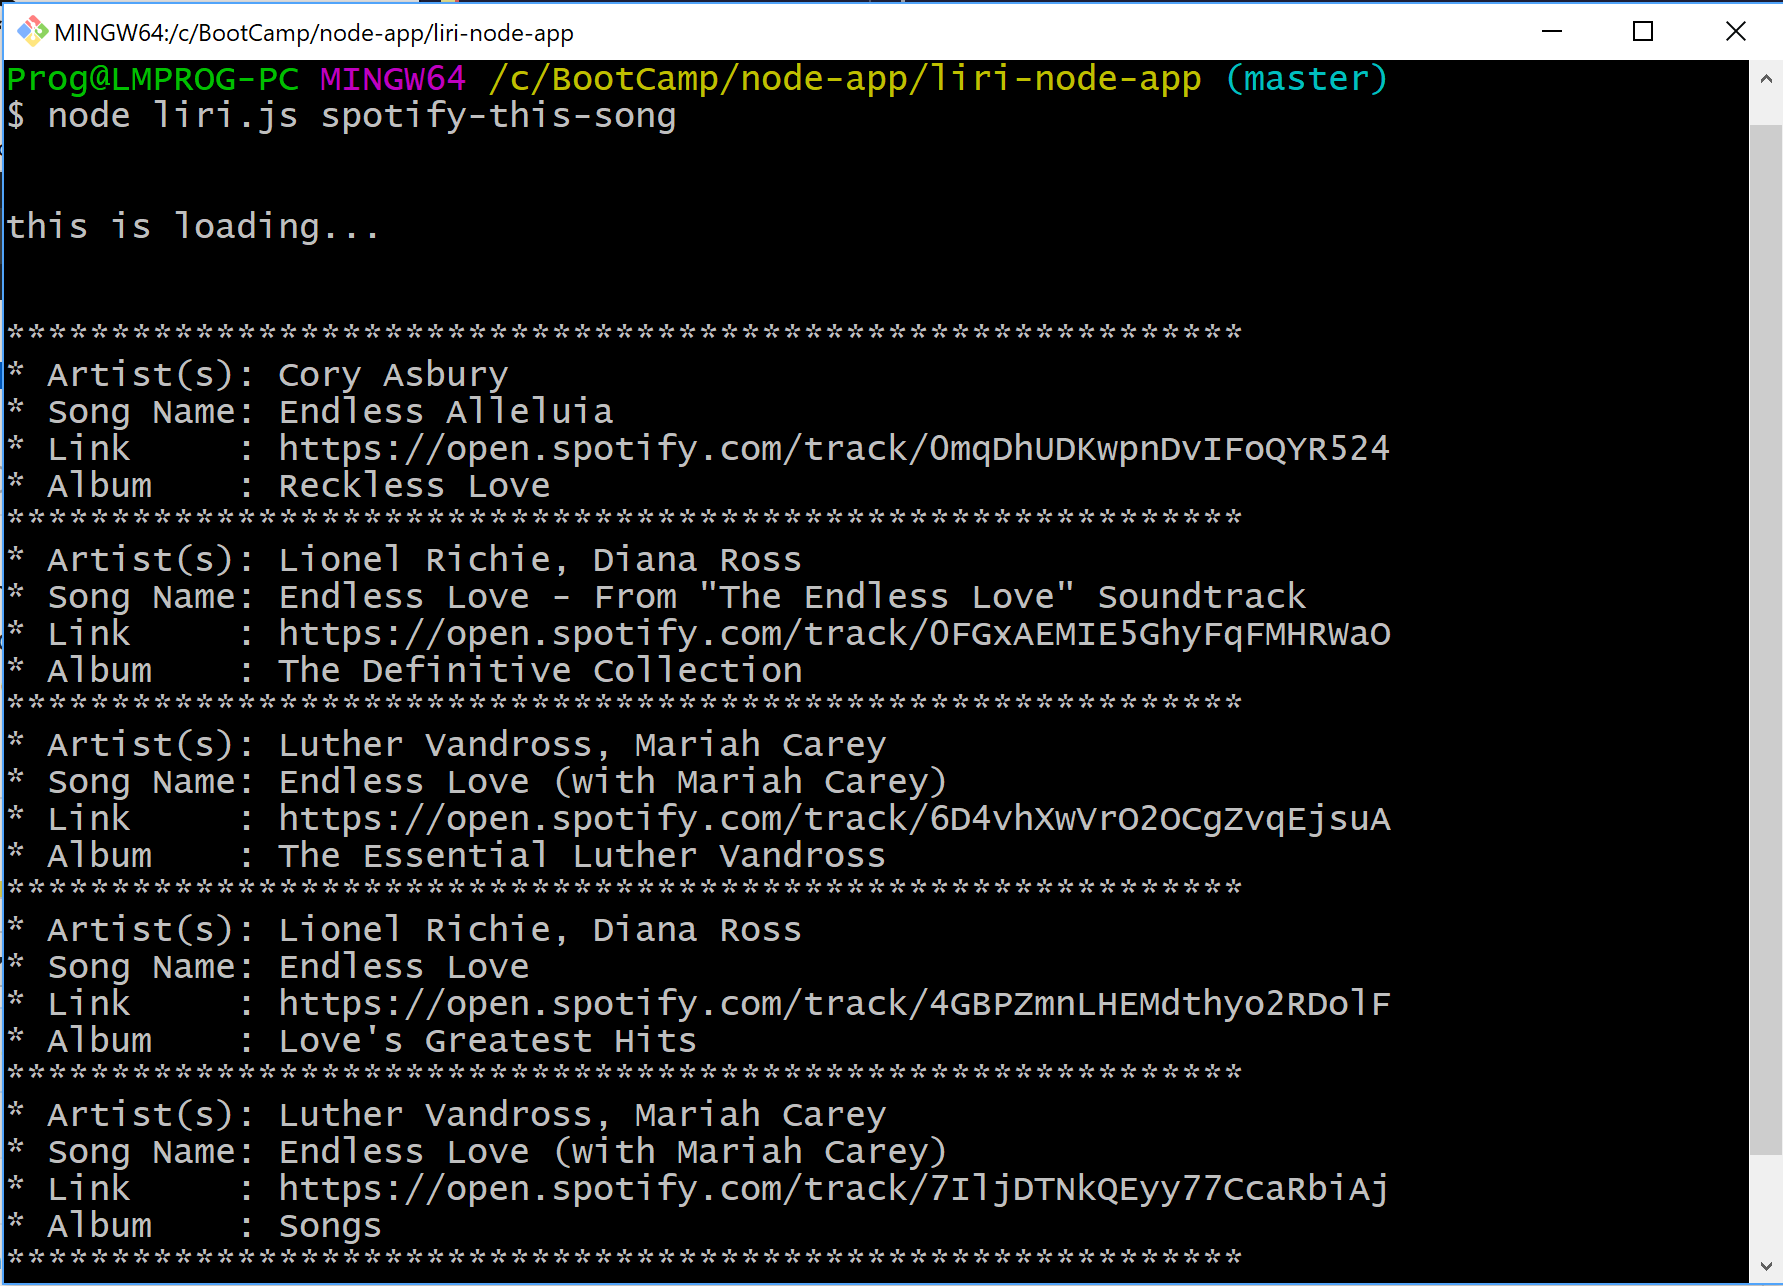 MINGW64:/c/BootCamp/node-app/liri-node-app
Prog@LMPROG-PC MINGW64 /c/BootCamp/node-app/liri-node-app (master)
$ node liri.js spotify-this-song
this is loading...
***********************************************************
* Artist(s): Cory Asbury
* Song Name: Endless Alleluia
* Link     : https://open.spotify.com/track/0mqDhUDKwpnDvIFoQYR524
* Album    : Reckless Love
***********************************************************
* Artist(s): Lionel Richie, Diana Ross
* Song Name: Endless Love - From "The Endless Love" Soundtrack
* Link     : https://open.spotify.com/track/0FGxAEMIE5GhyFqFMHRWaO
* Album    : The Definitive Collection
***********************************************************
* Artist(s): Luther Vandross, Mariah Carey
* Song Name: Endless Love (with Mariah Carey)
* Link     : https://open.spotify.com/track/6D4vhXwVrO2OCgZvqEjsuA
* Album    : The Essential Luther Vandross
***********************************************************
* Artist(s): Lionel Richie, Diana Ross
* Song Name: Endless Love
* Link     : https://open.spotify.com/track/4GBPZmnLHEMdthyo2RDolF
* Album    : Love's Greatest Hits
***********************************************************
* Artist(s): Luther Vandross, Mariah Carey
* Song Name: Endless Love (with Mariah Carey)
* Link     : https://open.spotify.com/track/7IljDTNkQEyy77CcaRbiAj
* Album    : Songs
***********************************************************